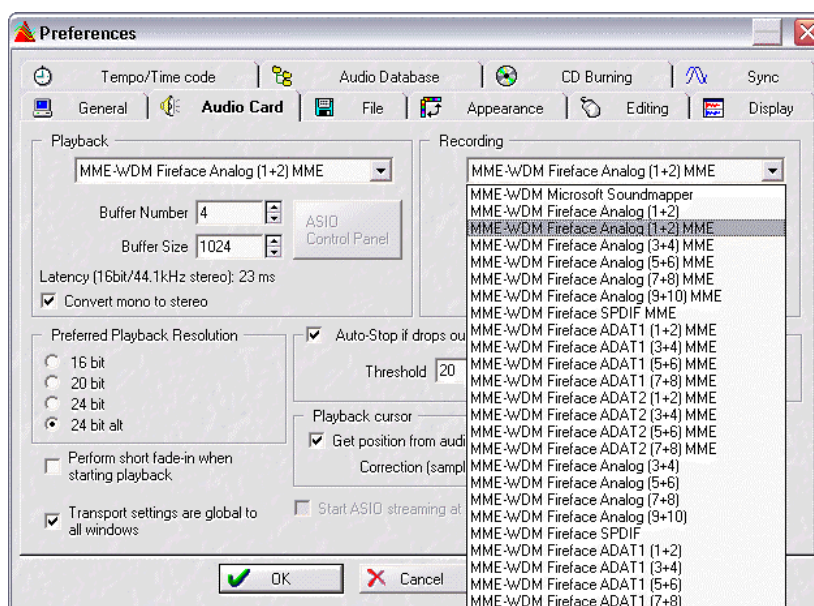 Preferences
Tempo/Time code
Audio Database
CD Burning
Sync
General
Audio Card
File
Appearance
Editing
Display
Playback
MME-WDM Fireface Analog (1+2) MME
Buffer Number 4
Buffer Size 1024
ASIO
Control Panel
Latency (16bit/44.1kHz stereo): 23 ms
Convert mono to stereo
Recording
MME-WDM Fireface Analog (1+2) MME
MME-WDM Microsoft Soundmapper
MME-WDM Fireface Analog (1+2)
MME-WDM Fireface Analog (1+2) MME
MME-WDM Fireface Analog (3+4) MME
MME-WDM Fireface Analog (5+6) MME
MME-WDM Fireface Analog (7+8) MME
MME-WDM Fireface Analog (9+10) MME
MME-WDM Fireface SPDIF MME
MME-WDM Fireface ADAT1 (1+2) MME
MME-WDM Fireface ADAT1 (3+4) MME
MME-WDM Fireface ADAT1 (5+6) MME
MME-WDM Fireface ADAT1 (7+8) MME
MME-WDM Fireface ADAT2 (1+2) MME
MME-WDM Fireface ADAT2 (3+4) MME
MME-WDM Fireface ADAT2 (5+6) MME
MME-WDM Fireface ADAT2 (7+8) MME
MME-WDM Fireface Analog (3+4)
MME-WDM Fireface Analog (5+6)
MME-WDM Fireface Analog (7+8)
MME-WDM Fireface Analog (9+10)
MME-WDM Fireface SPDIF
MME-WDM Fireface ADAT1 (1+2)
MME-WDM Fireface ADAT1 (3+4)
MME-WDM Fireface ADAT1 (5+6)
MME-WDM Fireface ADAT1 (7+8)
Preferred Playback Resolution
16 bit
20 bit
24 bit
24 bit alt
Auto-Stop if drops ou
Threshold 20
Playback cursor
Get position from audi
Correction (sampl
Perform short fade-in when
starting playback
Start ASIO streaming at
Transport settings are global to
all windows
OK
Cancel